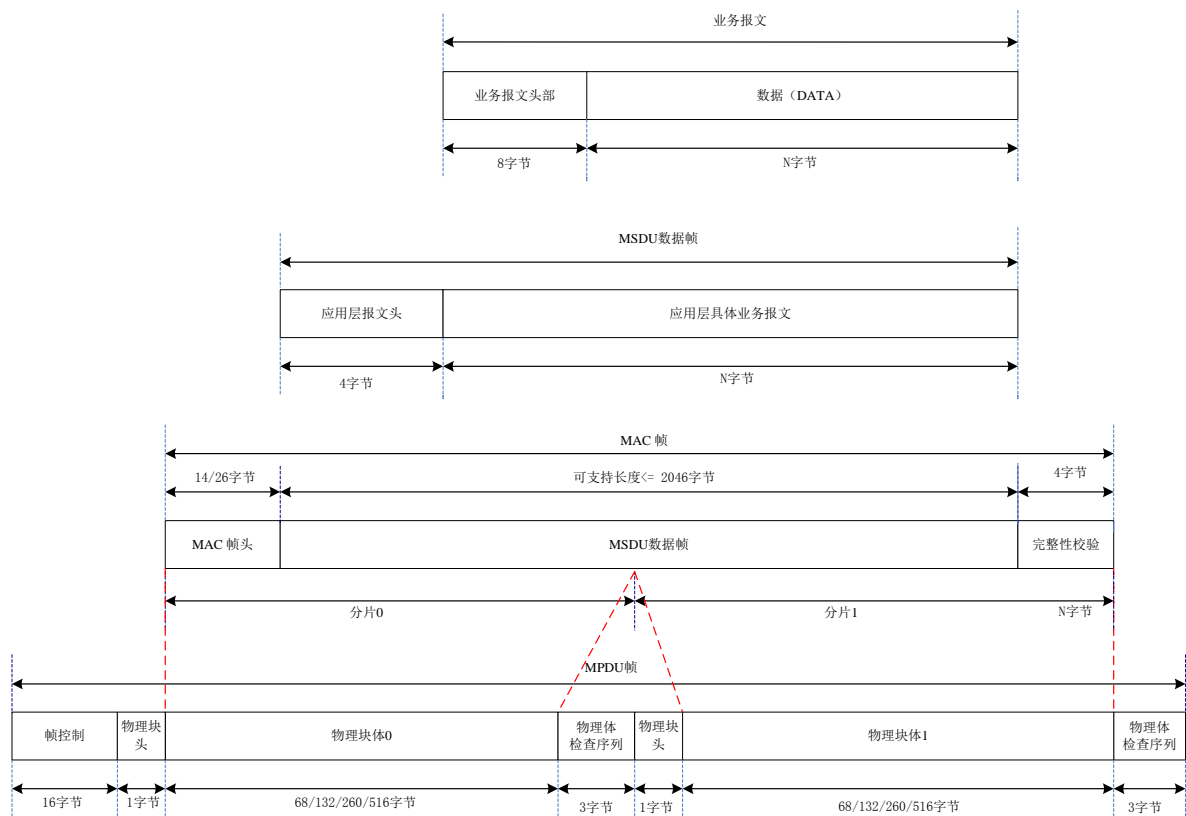 业务报文
业务报文头部
数据（DATA）
8字节
N字节
MSDU数据帧
应用层报文头
应用层具体业务报文
4字节
N字节
MAC 帧
14/26字节
可支持长度<= 2046字节
4字节
MAC 帧头
MSDU数据帧
完整性校验
分片0
分片1
N字节
MPDU帧
帧控制
物理块
头
物理块体0
物理体
检查序列
物理块
头
物理块体1
物理体
检查序列
16字节
1字节
68/132/260/516字节
3字节
1字节
68/132/260/516字节
3字节